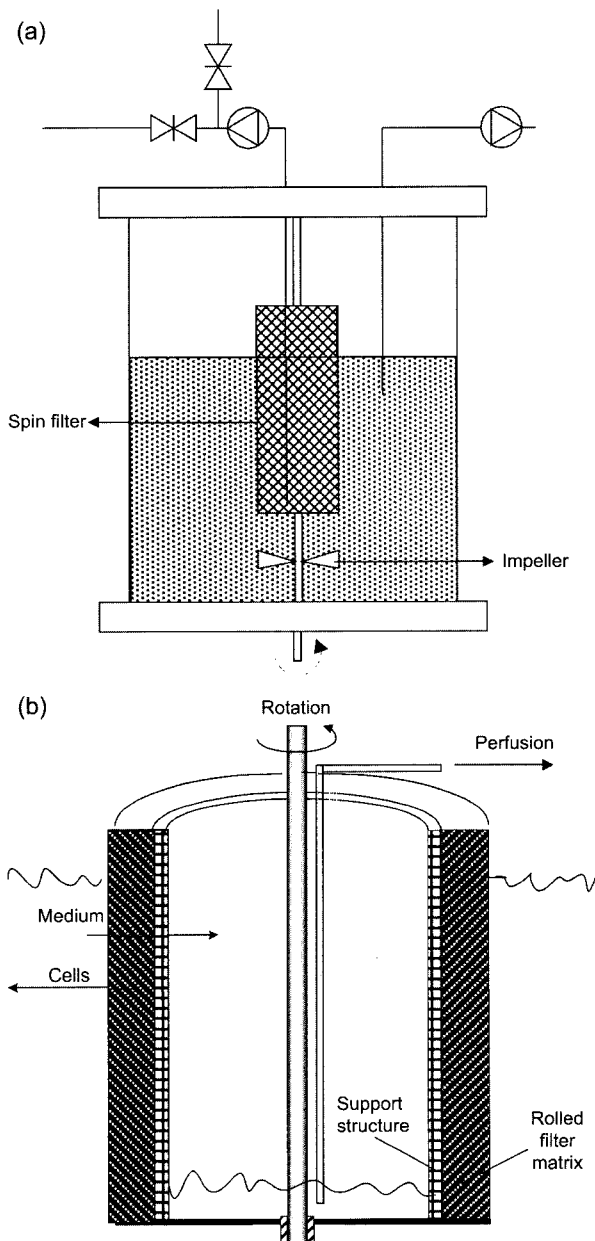 (a)
Spin filter
Impeller
(b)
Rotation
Perfusion
Medium
Cells
Support
structure
Rolled
filter
matrix